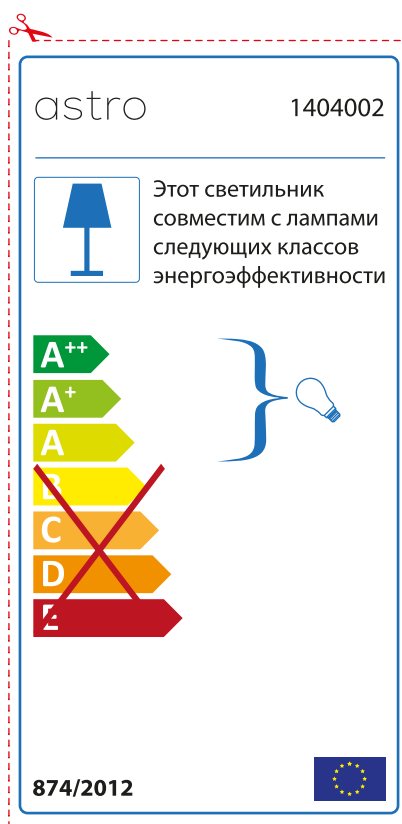 astro
1404002
Этот светильник
совместим с лампами
следующих классов
энергоэффективности
A++
A+
A
B
C
D
E
874/2012